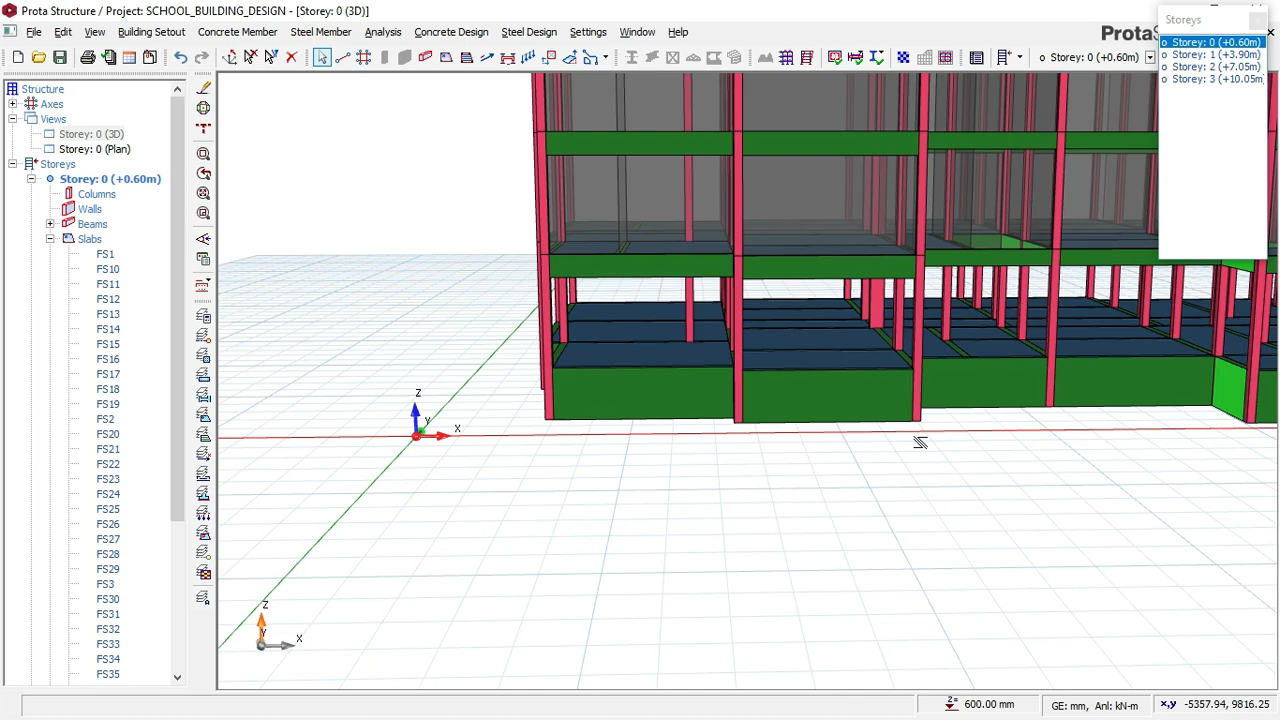 Prota Structure / Project: SCHOOL_BUILDING_DESIGN - [Storey: 0 (3D)]
File Edit View Building Setout Concrete Member Steel Member Analysis Concrete Design Steel Design Settings Window Help
Storeys
o Storey: 0 (+0.60m)
o Storey: 1 (+3.90m)
o Storey: 2 (+7.05m)
o Storey: 3 (+10.05m
o Storey: 0 (+0.60m)
Structure
Axes
Views
Storey: 0 (3D)
Storey: 0 (Plan)
Storeys
Storey: 0 (+0.60m)
Columns
Walls
Beams
Slabs
FS1
FS10
FS11
FS12
FS13
FS14
FS15
FS16
FS17
FS18
FS19
FS2
FS20
FS21
FS22
FS23
FS24
FS25
FS26
FS27
FS28
FS29
FS3
FS30
FS31
FS32
FS33
FS34
FS35
Z
Y
X
Z
Y
X
Z= 600.00 mm
GE: mm, Anl: kN-m
x,y -5357.94, 9816.25